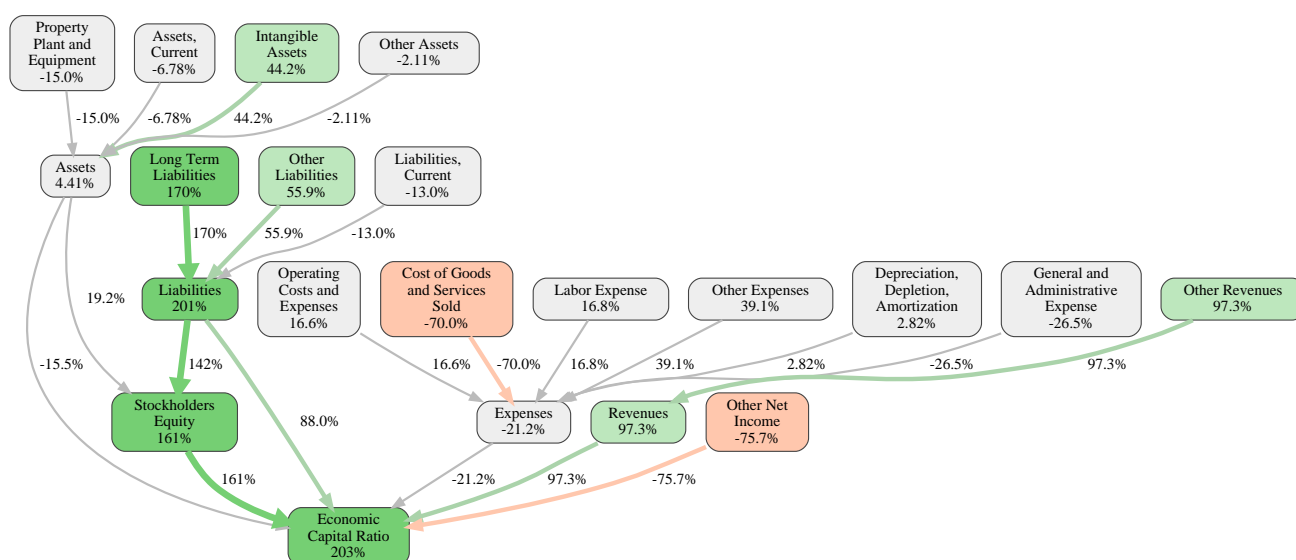 Property
Plant and
Equipment
-15.0%
Assets,
Current
-6.78%
Intangible
Assets
44.2%
Other Assets
-2.11%
-15.0%
-6.78%
44.2%
-2.11%
Assets
4.41%
Long Term
Liabilities
170%
Other
Liabilities
55.9%
Liabilities,
Current
-13.0%
170%
55.9%
-13.0%
Liabilities
201%
Operating
Costs and
Expenses
16.6%
Cost of Goods
and Services
Sold
-70.0%
Labor Expense
16.8%
Other Expenses
39.1%
Depreciation,
Depletion,
Amortization
2.82%
General and
Administrative
Expense
-26.5%
Other Revenues
97.3%
19.2%
-15.5%
142%
16.6%
-70.0%
16.8%
39.1%
2.82%
-26.5%
97.3%
Stockholders
Equity
161%
88.0%
Expenses
-21.2%
Revenues
97.3%
Other Net
Income
-75.7%
161%
-21.2%
97.3%
-75.7%
Economic
Capital Ratio
203%